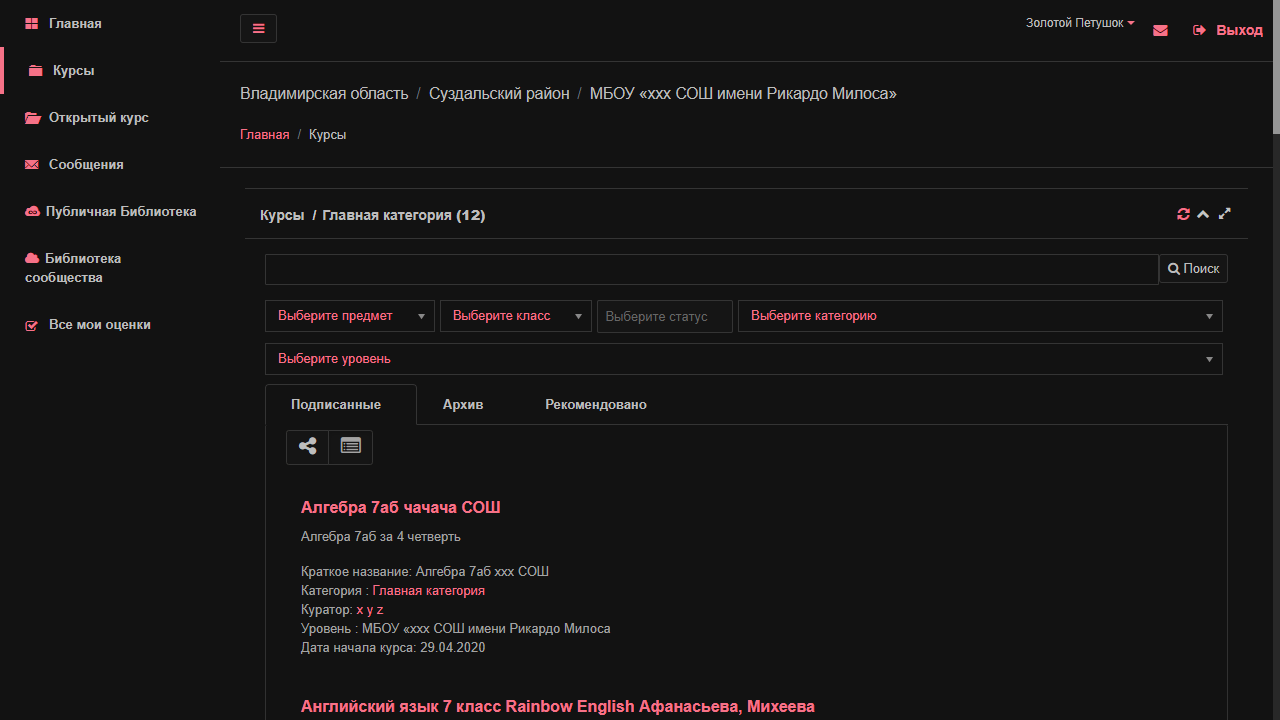 Главная
Курсы
Открытый курс
Сообщения
Публичная Библиотека
Библиотека
сообщества
Все мои оценки
Золотой Петушок
Выход
Владимирская область / Суздальский район / МБОУ «xxx СОШ имени Рикардо Милоса»
Главная / Курсы
Курсы / Главная категория (12)
Поиск
Выберите предмет
Выберите класс
Выберите статус
Выберите категорию
Выберите уровень
Подписанные
Архив
Рекомендовано
Алгебра 7аб чачача СОШ
Алгебра 7аб за 4 четверть
Краткое название: Алгебра 7аб xxx СОШ
Категория : Главная категория
Куратор: x y z
Уровень : МБОУ «xxx СОШ имени Рикардо Милоса
Дата начала курса: 29.04.2020
Английский язык 7 класс Rainbow English Афанасьева, Михеева